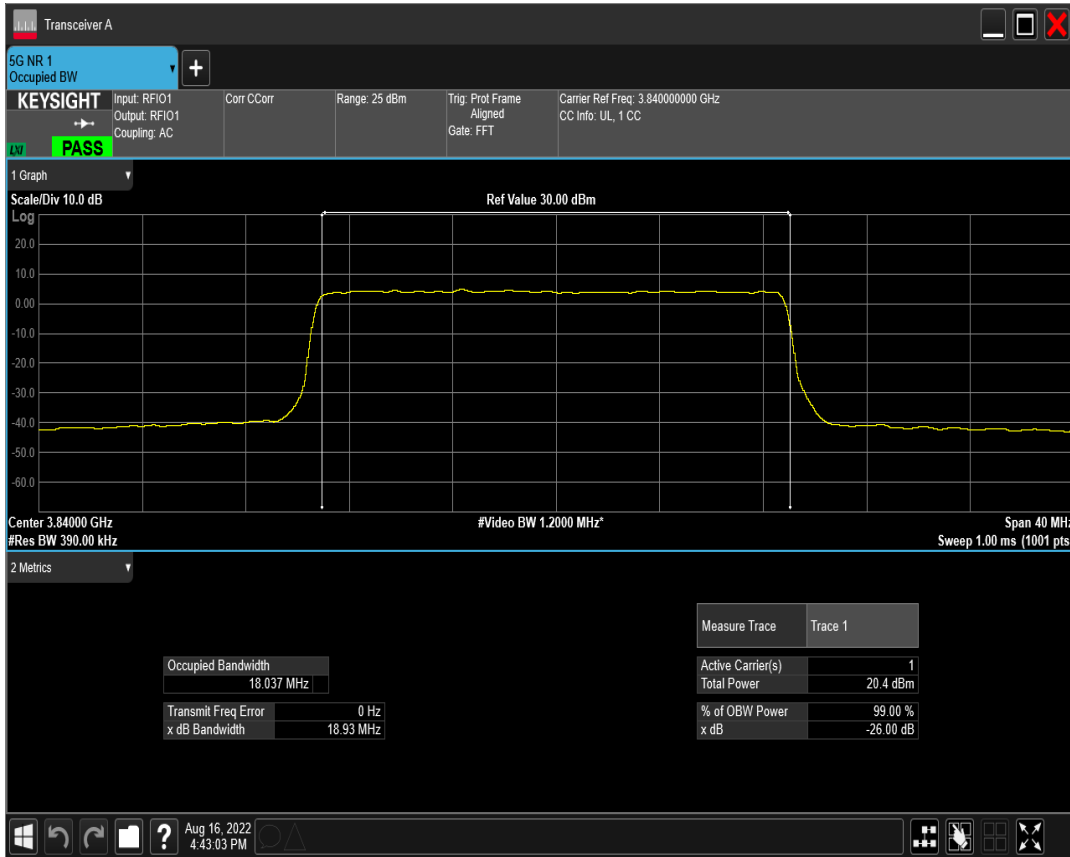 Transceiver A
5G NR 1
Occupied BW
KEYSIGHT
LXI
PASS
Input: RFIO1
Output: RFIO1
Coupling: AC
Corr CCorr
Range: 25 dBm
Trig: Prot Frame
Aligned
Gate: FFT
Carrier Ref Freq: 3.840000000 GHz
CC Info: UL, 1 CC
1 Graph
Scale/Div 10.0 dB
Ref Value 30.00 dBm
Log
20.0
10.0
0.00
-10.0
-20.0
-30.0
-40.0
-50.0
-60.0
Center 3.84000 GHz
#Video BW 1.2000 MHz*
Span 40 MHz
#Res BW 390.00 kHz
Sweep 1.00 ms (1001 pts
2 Metrics
Measure Trace Trace 1
Occupied Bandwidth
18.037 MHz
Active Carrier(s) 1
Total Power 20.4 dBm
Transmit Freq Error 0 Hz
x dB Bandwidth 18.93 MHz
% of OBW Power 99.00 %
x dB -26.00 dB
?
Aug 16, 2022
4:43:03 PM